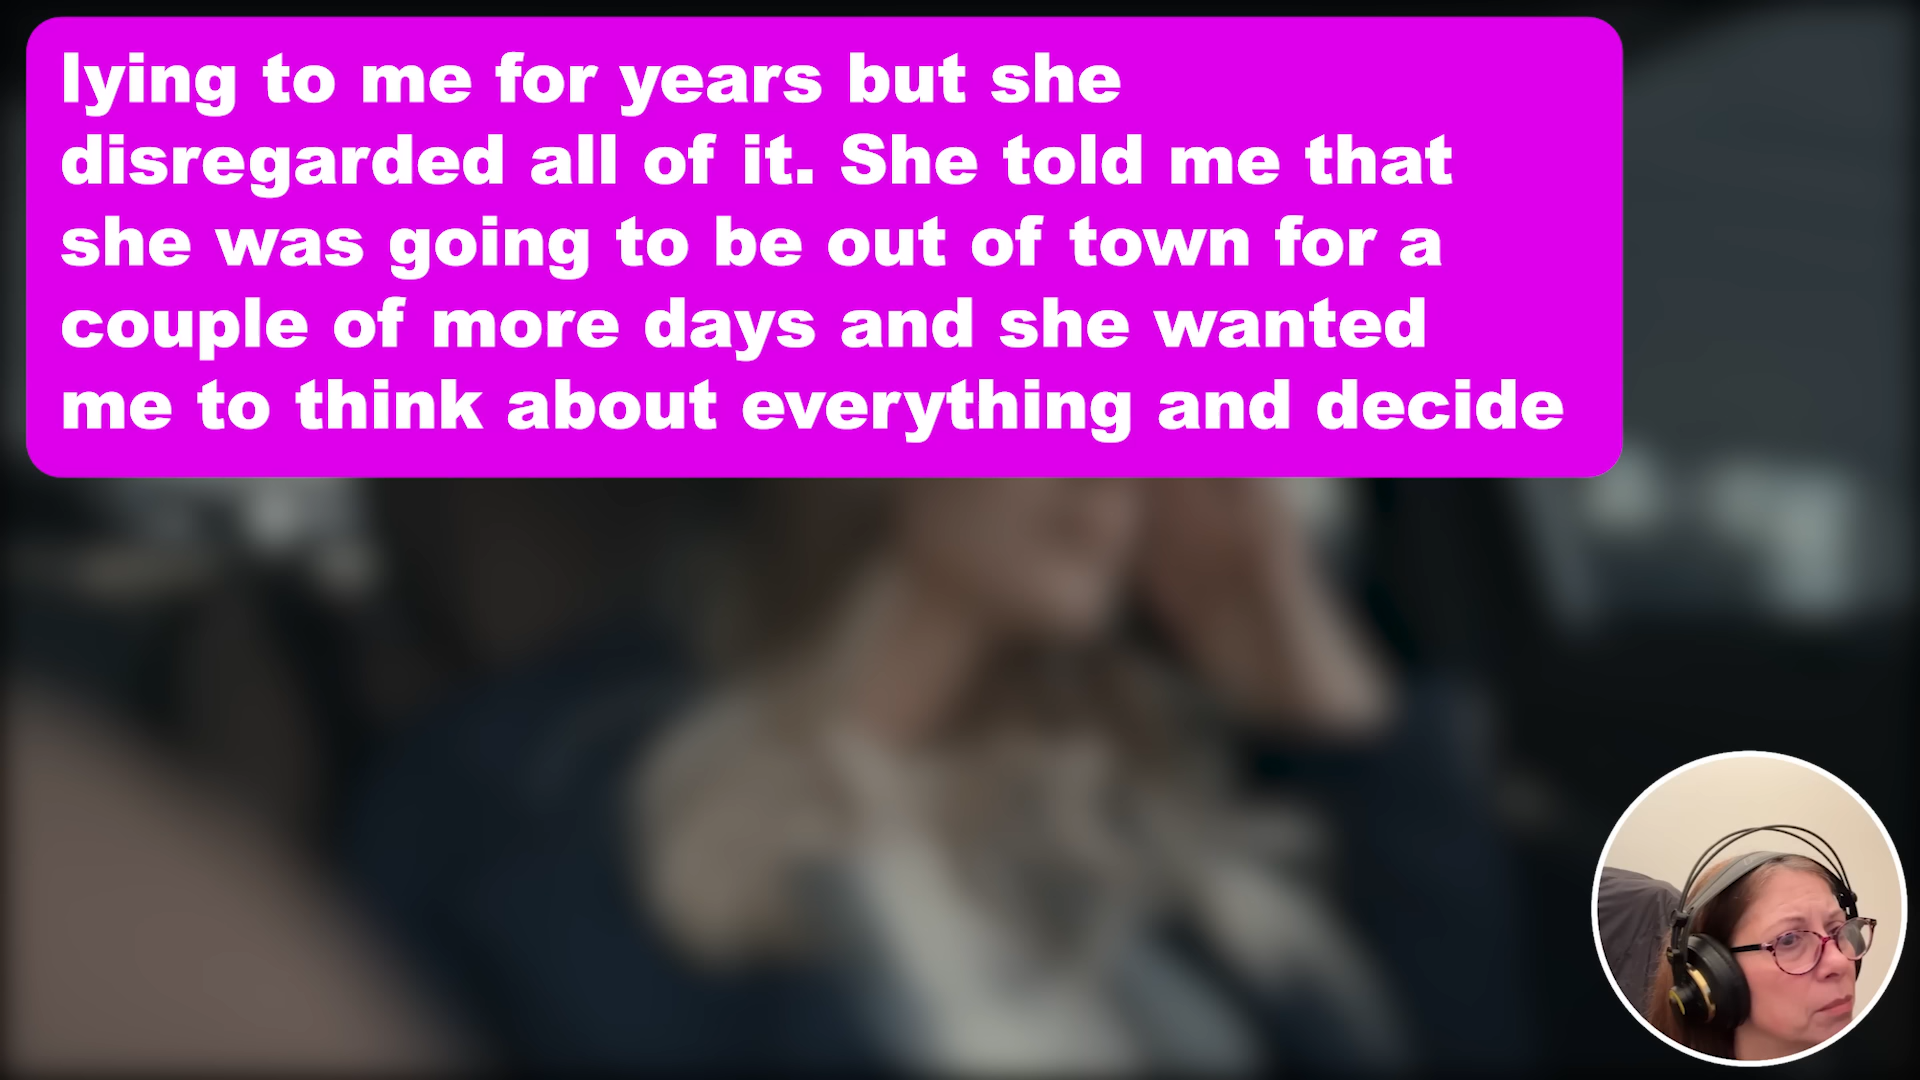 lying to me for years but she
disregarded all of it. She told me that
she was going to be out of town for a
couple of more days and she wanted
me to think about everything and decide